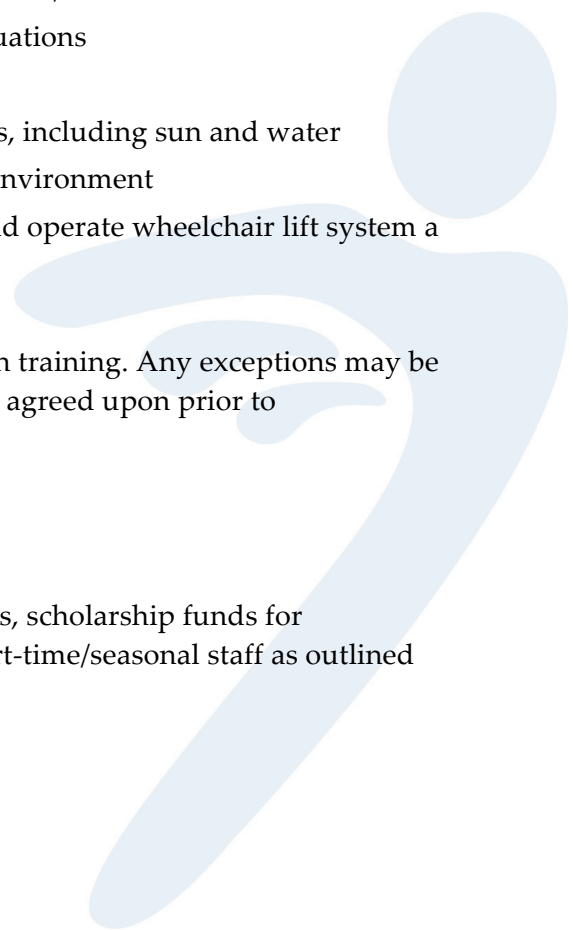 uations
s, including sun and water
nvironment
d operate wheelchair lift system a
n training. Any exceptions may be
agreed upon prior to
s, scholarship funds for
rt-time/seasonal staff as outlined